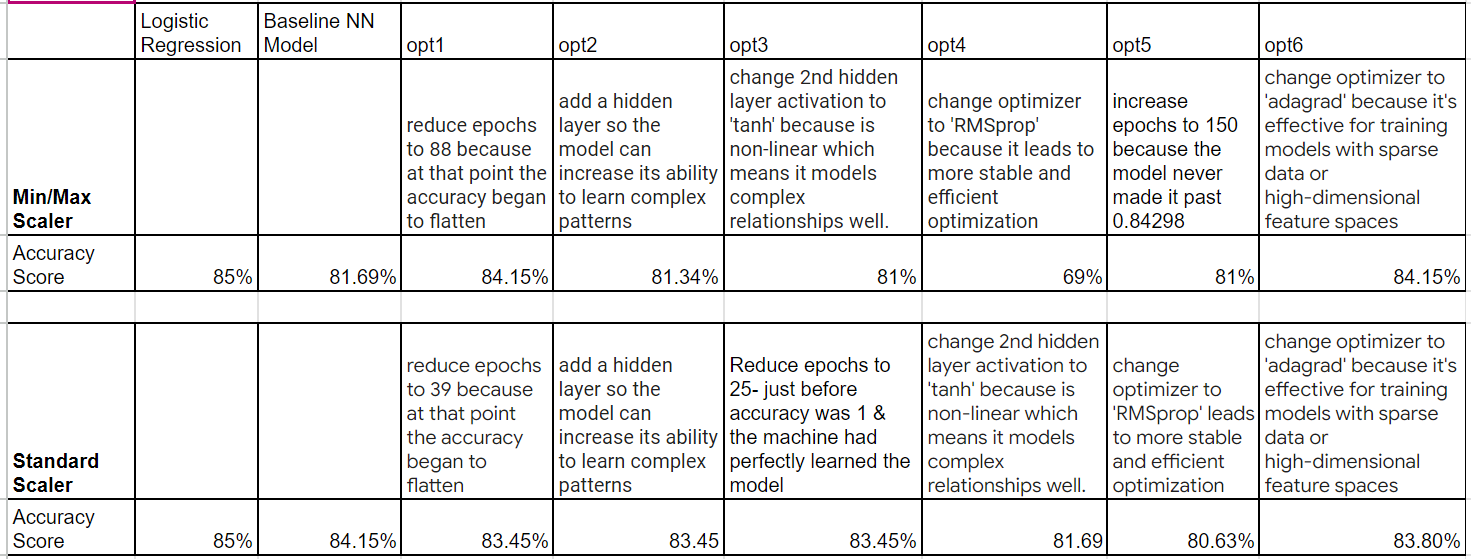 Logistic Regression
Baseline NN Model
opt1
opt2
opt3
opt4
opt5
opt6
Min/Max
Scaler
reduce epochs
to 88 because
at that point the
accuracy began
to flatten
add a hidden
layer so the
model can
increase its ability
to learn complex
patterns
change 2nd hidden
layer activation to
'tanh' because is
non-linear which
means it models
complex
relationships well.
change optimizer
to 'RMSprop'
because it leads to
more stable and
efficient
optimization
increase
epochs to 150
because the
model never
made it past
0.84298
change optimizer to
'adagrad' because it's
effective for training
models with sparse
data or
high-dimensional
feature spaces
Accuracy
Score
85%
81.69%
84.15%
81.34%
81%
69%
81%
84.15%
Standard
Scaler
reduce epochs
to 39 because
at that point
the accuracy
began to
flatten
add a hidden
layer so the
model can
increase its ability
to learn complex
patterns
Reduce epochs to
25- just before
accuracy was 1 &
the machine had
perfectly learned the
model
change 2nd hidden
layer activation to
'tanh' because is
non-linear which
means it models
complex
relationships well.
change
optimizer to
'RMSprop' leads
to more stable
and efficient
optimization
change optimizer to
'adagrad' because it's
effective for training
models with sparse
data or
high-dimensional
feature spaces
Accuracy
Score
85%
84.15%
83.45%
83.45
83.45%
81.69
80.63%
83.80%